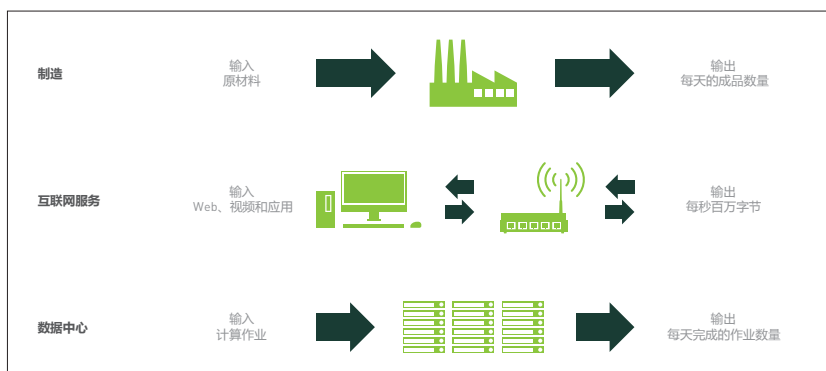 制造
输入
原材料
输出
每天的成品数量
互联网服务
输入
Web、视频和应用
输出
每秒百万字节
数据中心
输入
计算作业
输出
每天完成的作业数量